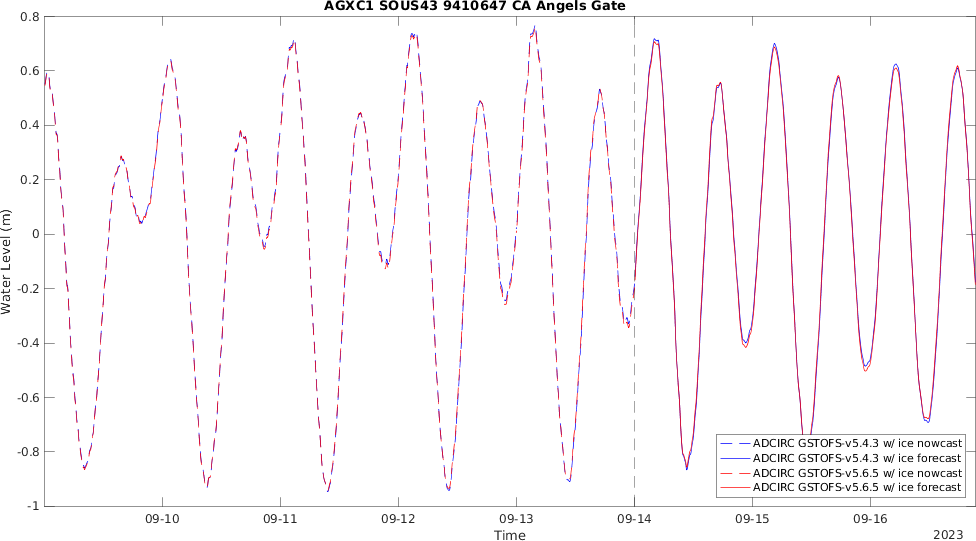 AGXC1 SOUS43 9410647 CA Angels Gate
0.8
0.6
0.4
0.2
0
-0.2
-0.4
-0.6
-0.8
-1
Water Level (m)
ADCIRC GSTOFS-v5.4.3 w/ ice nowcast
ADCIRC GSTOFS-v5.4.3 w/ ice forecast
ADCIRC GSTOFS-v5.6.5 w/ ice nowcast
ADCIRC GSTOFS-v5.6.5 w/ ice forecast
09-10 09-11 09-12 09-13 09-14 09-15 09-16
Time
2023